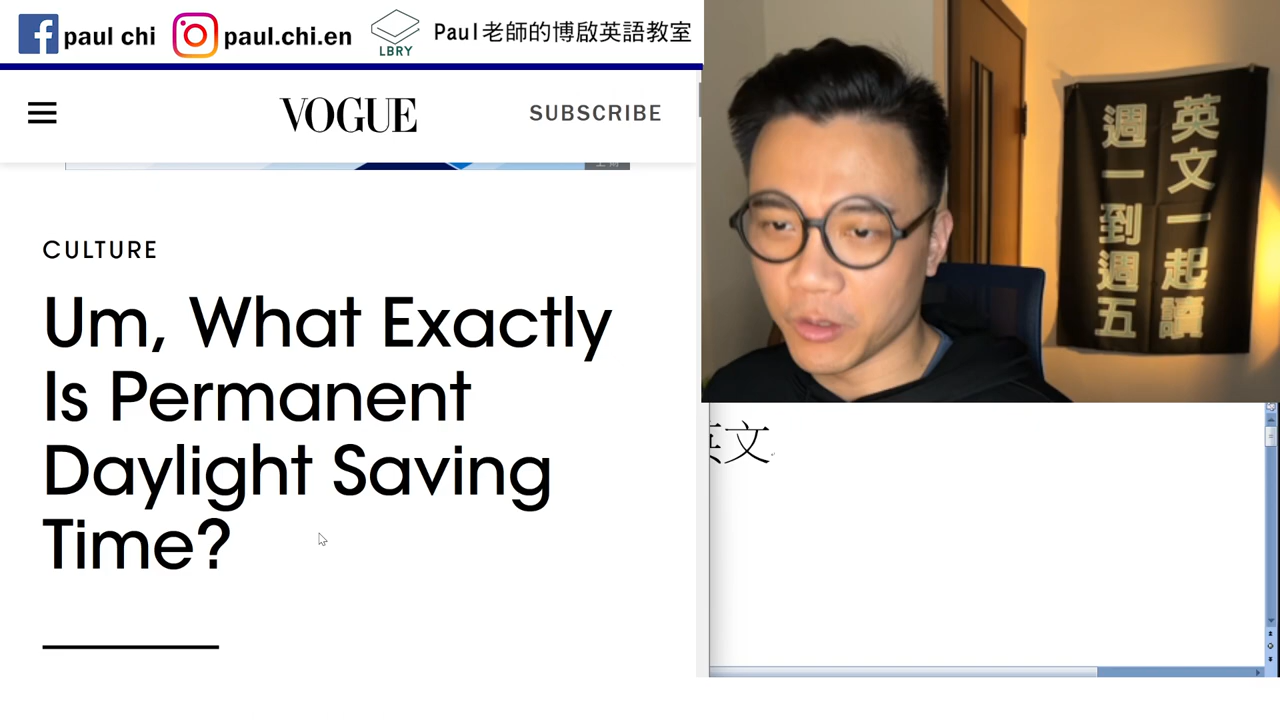 paul chi
paul.chi.en
LBRY
Paul老師的博啟英語教室
VOGUE
SUBSCRIBE
CULTURE
Um, What Exactly
Is Permanent
Daylight Saving
Time?
英文一起讀
週一到週五
英文